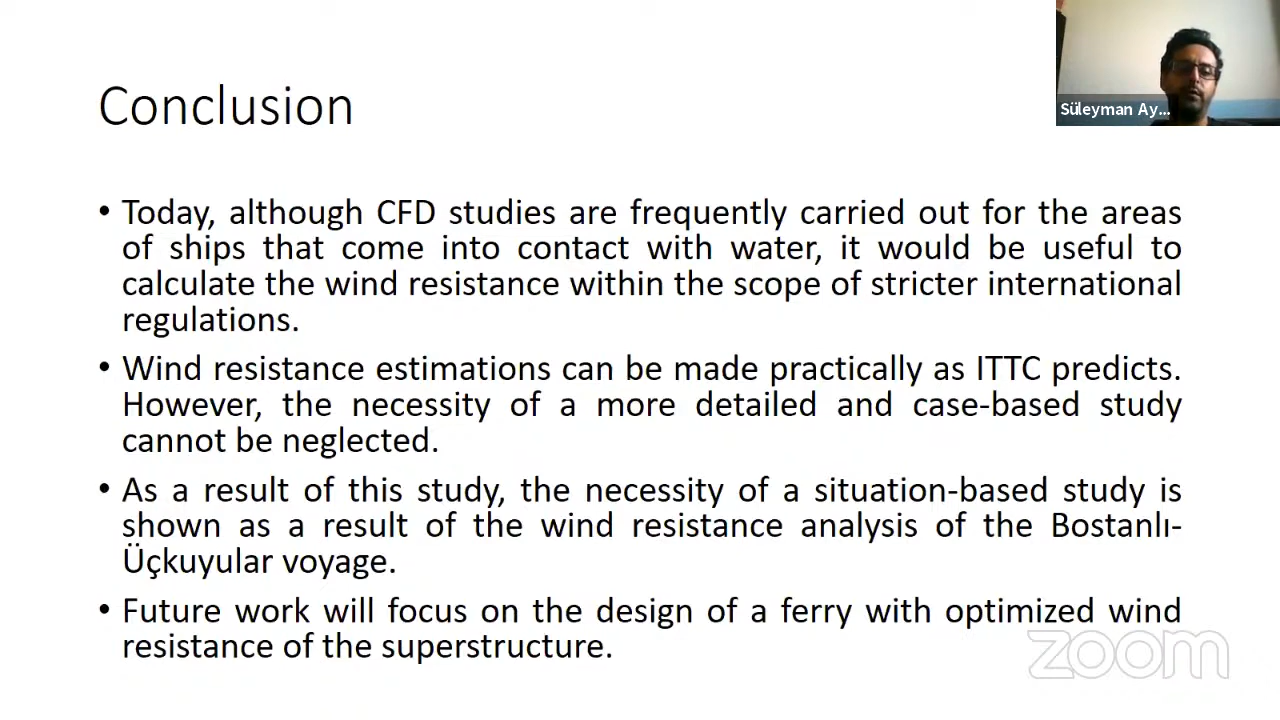 Conclusion
Süleyman Ay...
• Today, although CFD studies are frequently carried out for the areas
of ships that come into contact with water, it would be useful to
calculate the wind resistance within the scope of stricter international
regulations.
• Wind resistance estimations can be made practically as ITTC predicts.
However, the necessity of a more detailed and case-based study
cannot be neglected.
• As a result of this study, the necessity of a situation-based study is
shown as a result of the wind resistance analysis of the Bostanlı-
Üçkuyular voyage.
• Future work will focus on the design of a ferry with optimized wind
resistance of the superstructure.
zoom